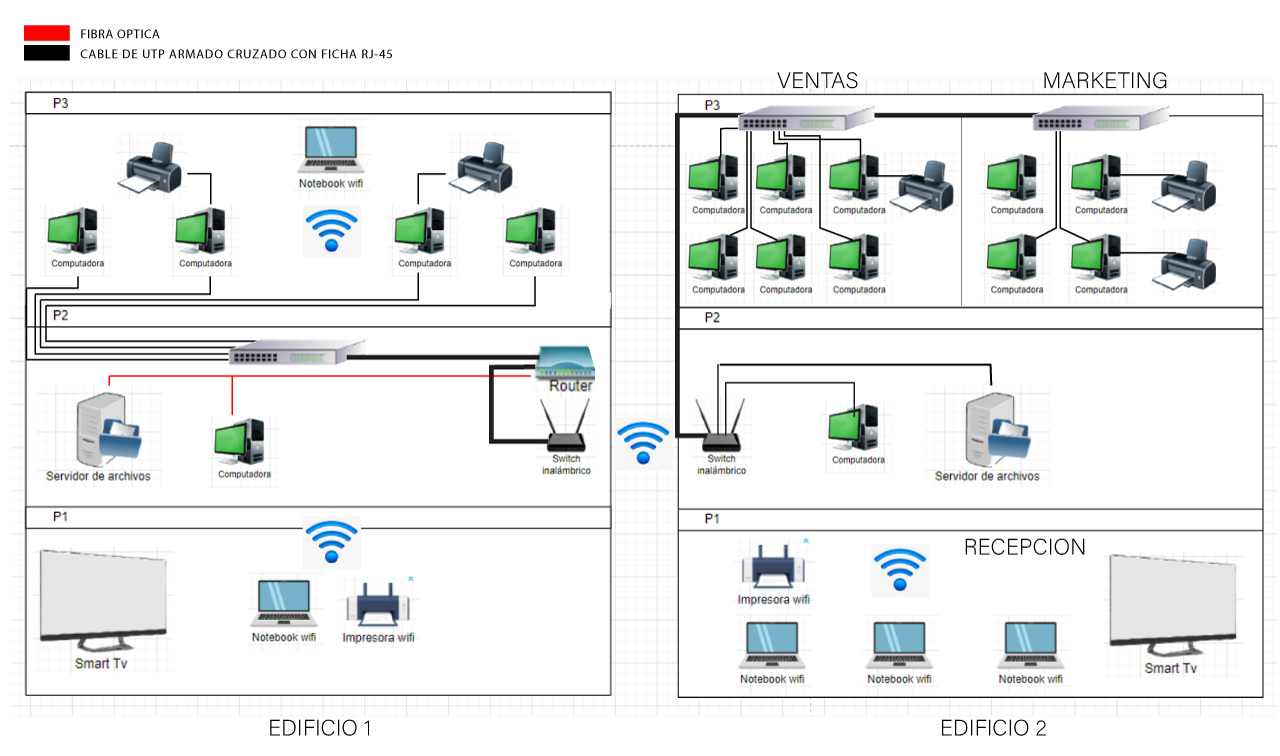 FIBRA OPTICA
CABLE DE UTP ARMADO CRUZADO CON FICHA RJ-45
VENTAS
MARKETING
P3
Notebook wifi
Computadora
Computadora
Computadora
Computadora
P2
Router
Servidor de archivos
Computadora
Switch
inalámbrico
P1
Smart Tv
Notebook wifi
Impresora wifi
EDIFICIO 1
P3
Computadora
Computadora
Computadora
Computadora
Computadora
Computadora
Computadora
Computadora
Computadora
Computadora
P2
Switch
inalámbrico
Computadora
Servidor de archivos
P1
RECEPCION
Impresora wifi
Notebook wifi
Notebook wifi
Notebook wifi
Smart Tv
EDIFICIO 2